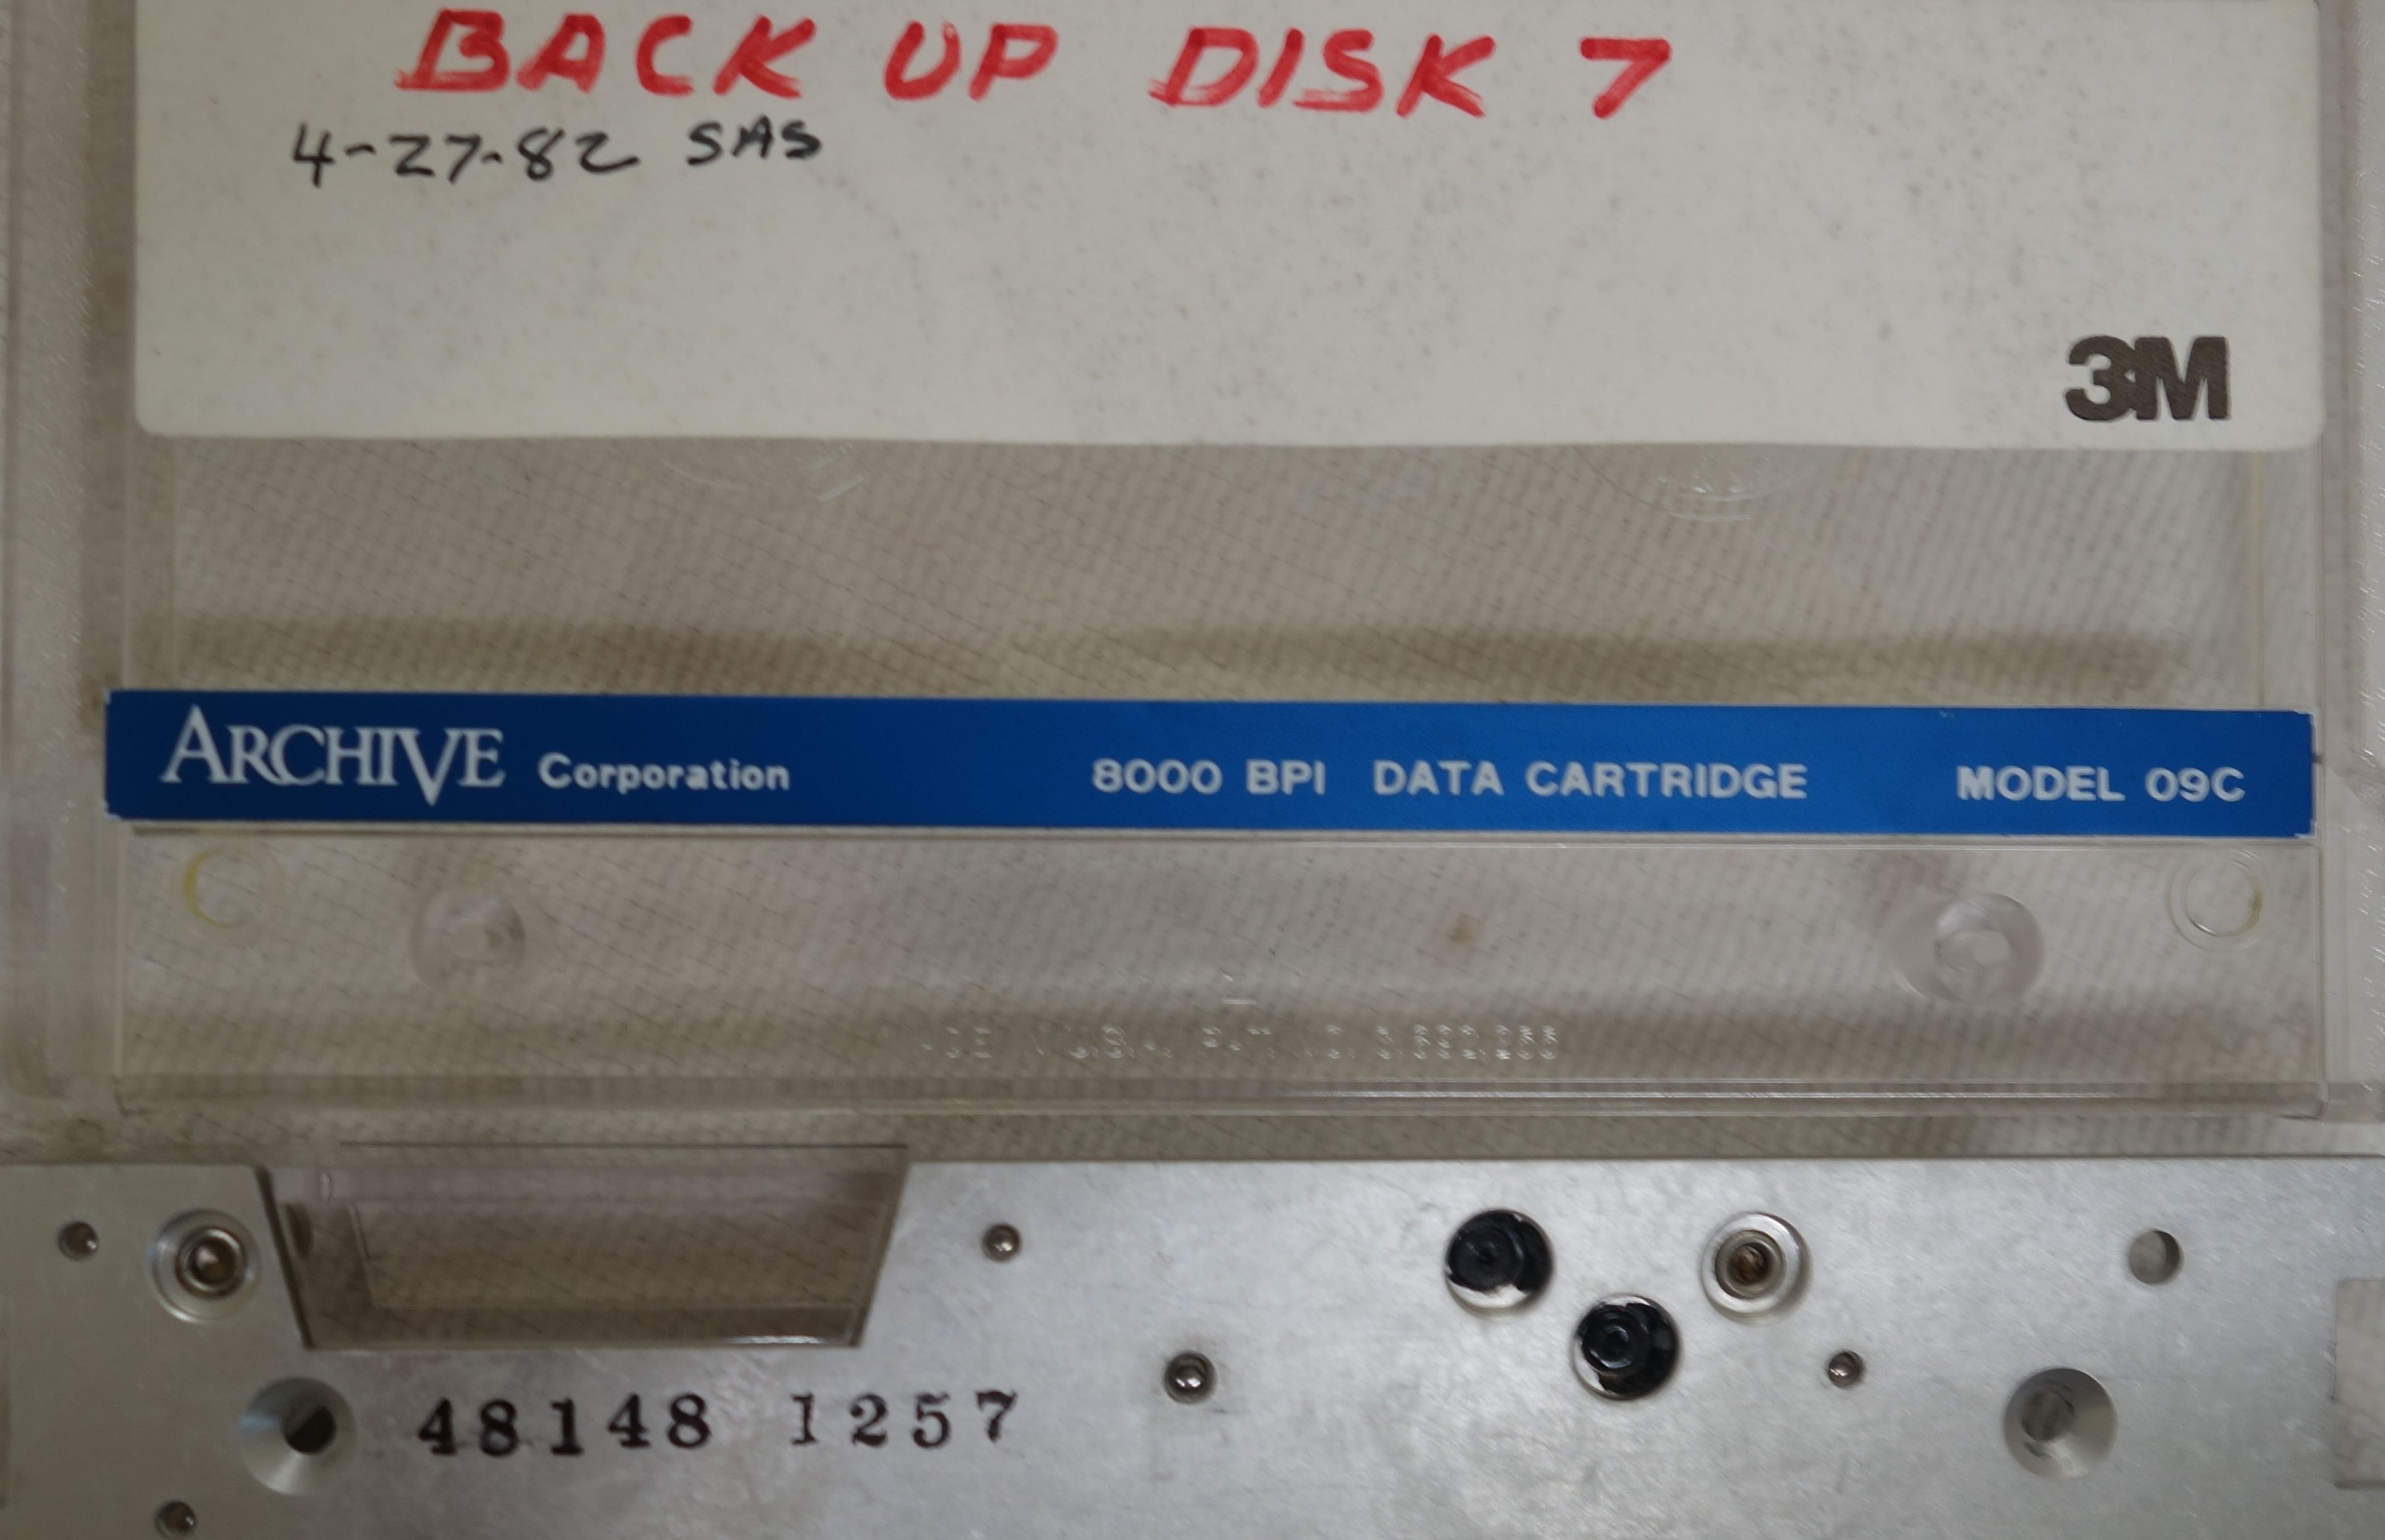 BACK UP DISK 7
4-27-82 SAS
3M
ARCHIVE Corporation 8000 BPI DATA CARTRIDGE MODEL 09C
U.S.A. PAT.
48148 1257